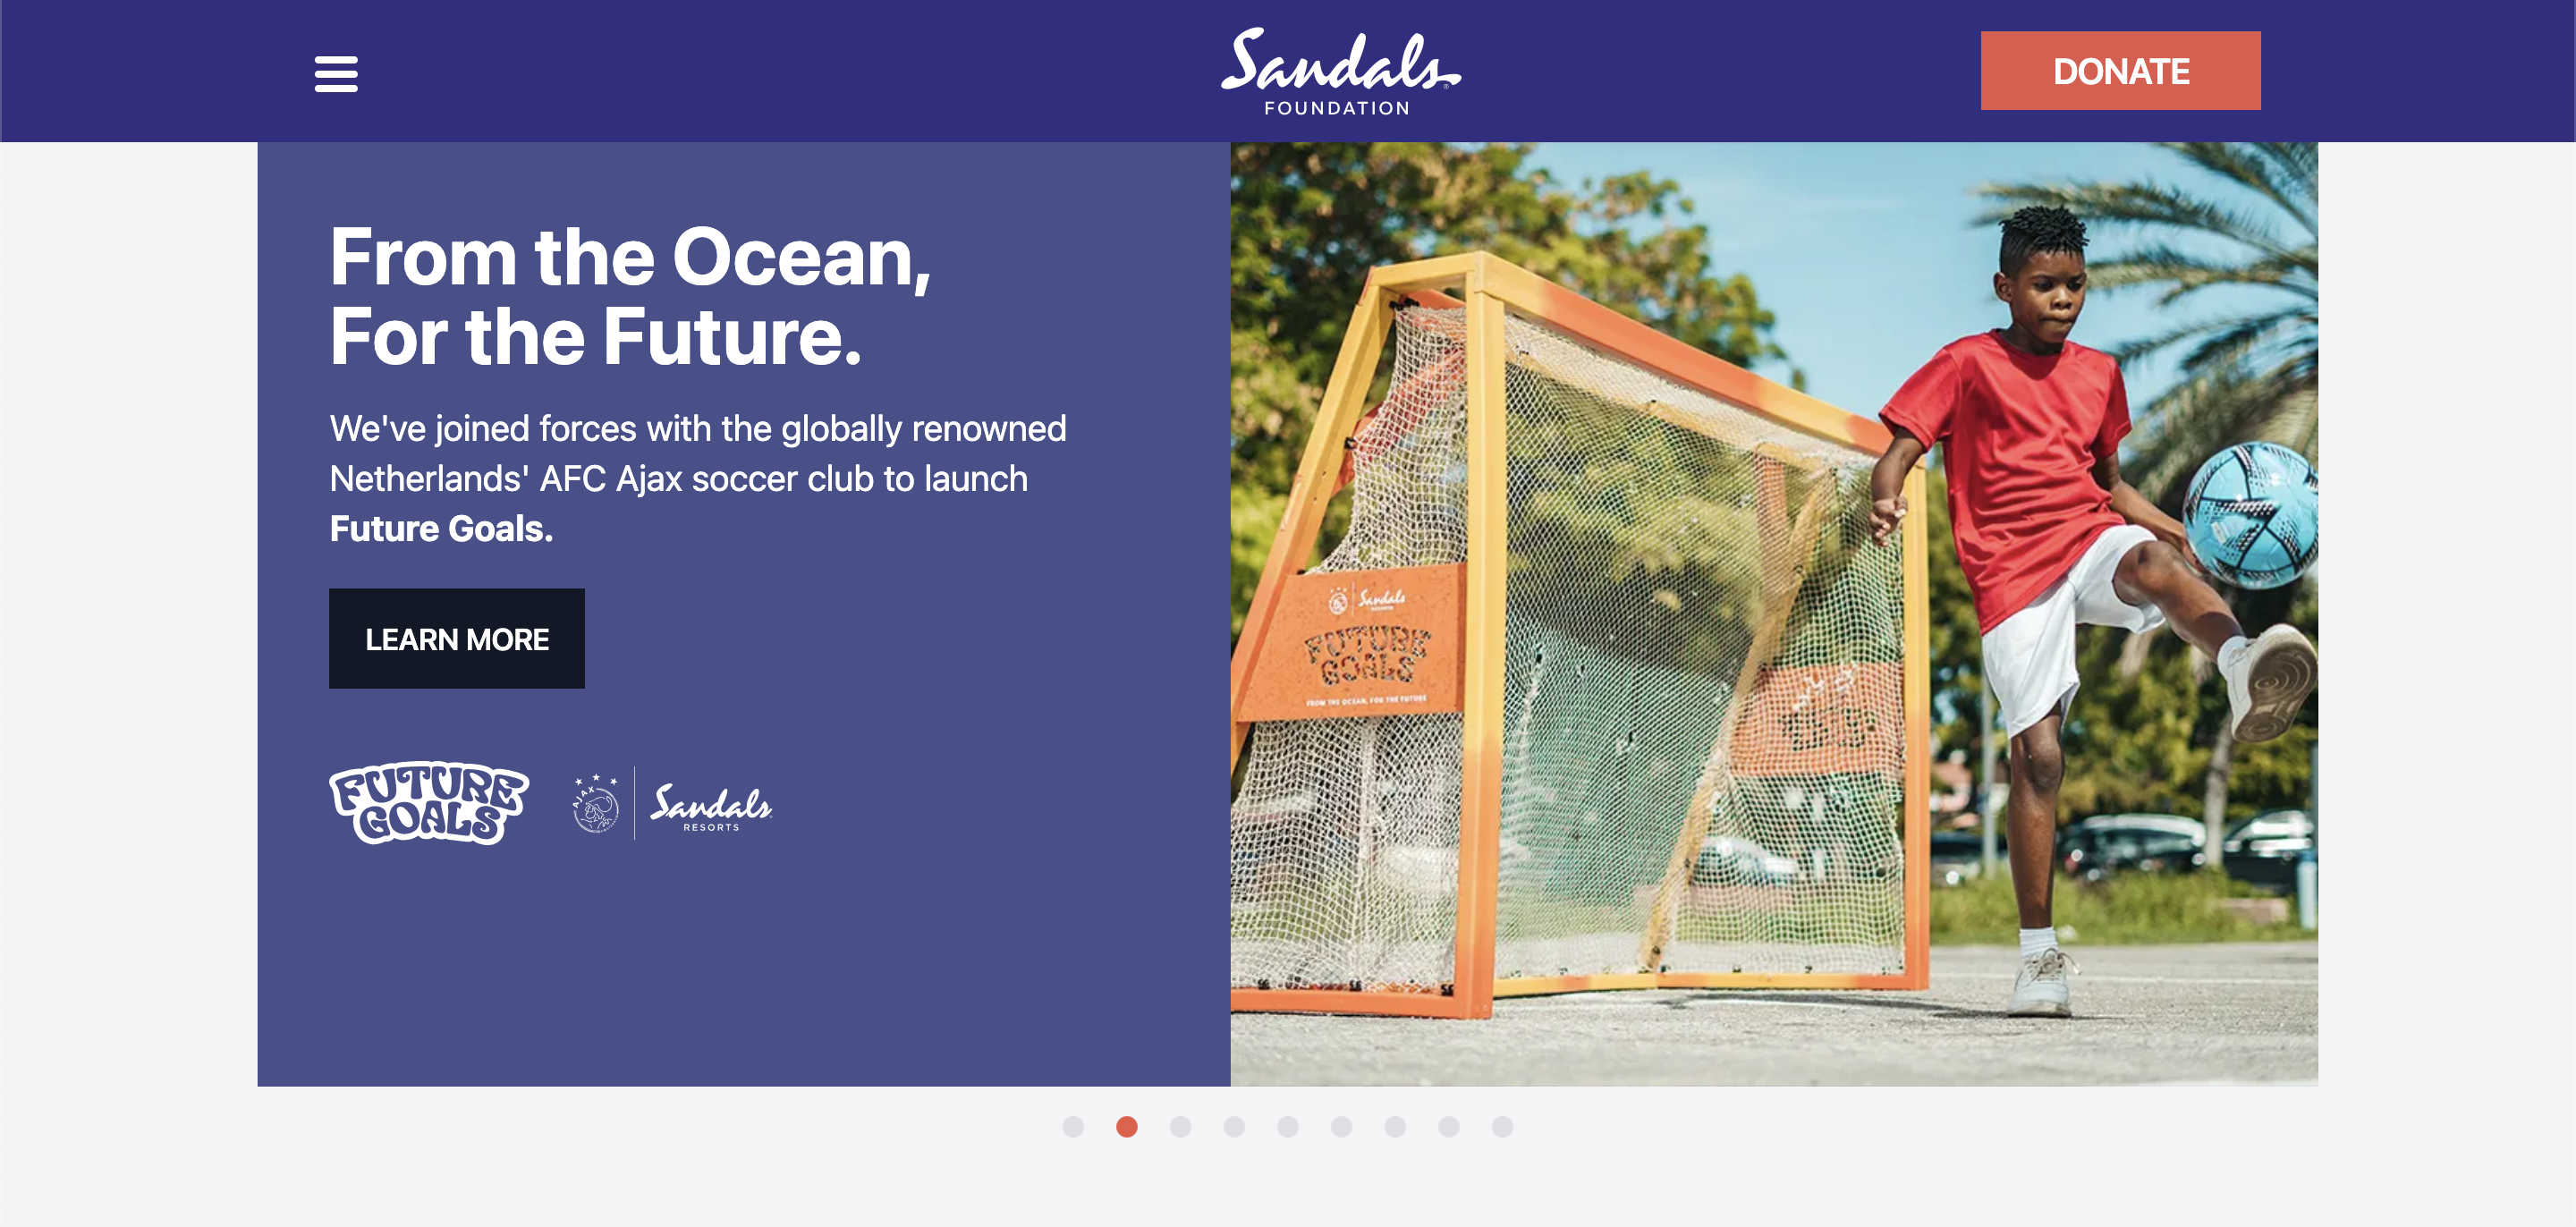 Sandals
FOUNDATION
DONATE
From the Ocean,
For the Future.
We've joined forces with the globally renowned
Netherlands' AFC Ajax soccer club to launch
Future Goals.
LEARN MORE
FUTURE
GOALS
AJAX
Sandals
RESORTS
Sandals
FUTURE
GOALS
FROM THE OCEAN, FOR THE FUTURE